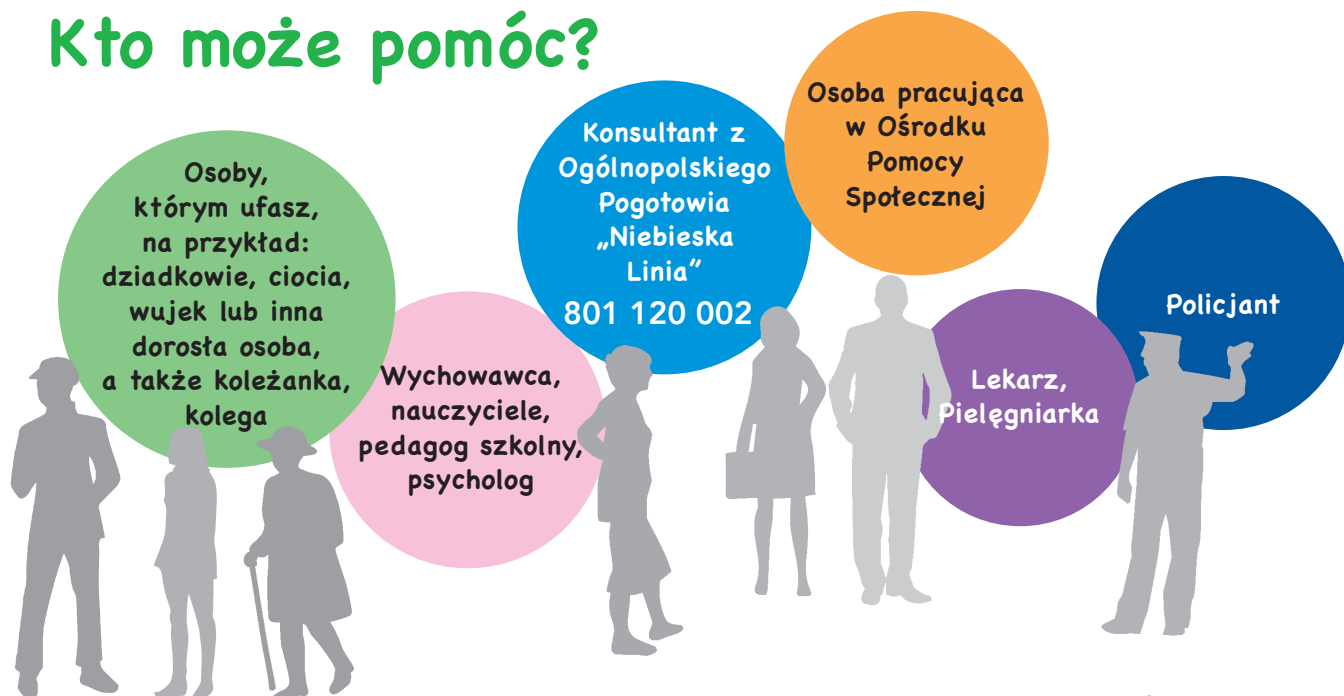 Kto może pomóc?
Osoby,
którym ufasz,
na przykład:
dziadkowie, ciocia,
wujek lub inna
dorosła osoba,
a także koleżanka,
kolega
Wychowawca,
nauczyciele,
pedagog szkolny,
psycholog
Konsultant z
Ogólnopolskiego
Pogotowia
„Niebieska
Linia”
801 120 002
Osoba pracująca
w Ośrodku
Pomocy
Społecznej
Lekarz,
Pielęgniarka
Policjant